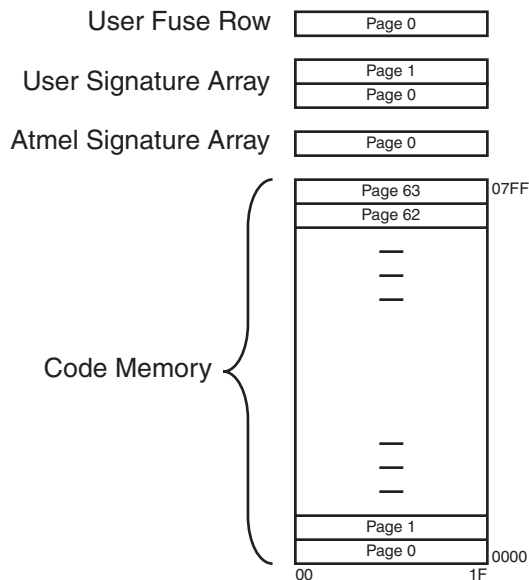 User Fuse Row
Page 0
User Signature Array
Page 1
Page 0
Atmel Signature Array
Page 0
Code Memory
Page 63
07FF
Page 62
Page 1
Page 0
0000
00
1F